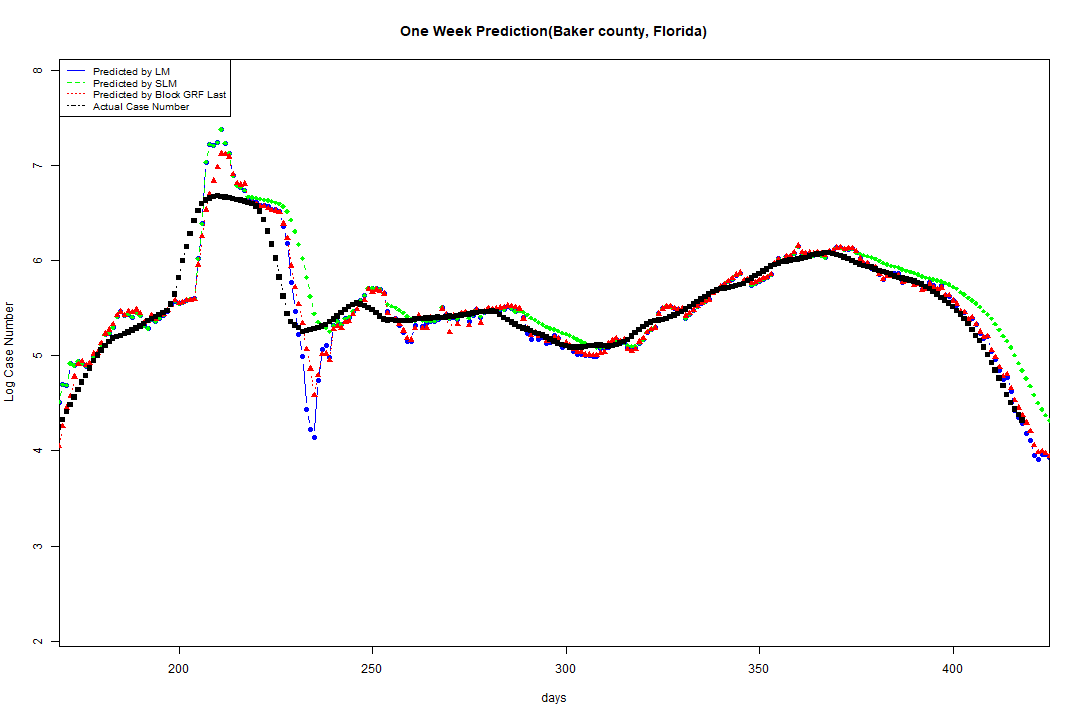 One Week Prediction(Baker county, Florida)
Predicted by LM
Predicted by SLM
Predicted by Block GRF Last
Actual Case Number
8
7
6
5
4
3
2
Log Case Number
200 250 300 350 400
days